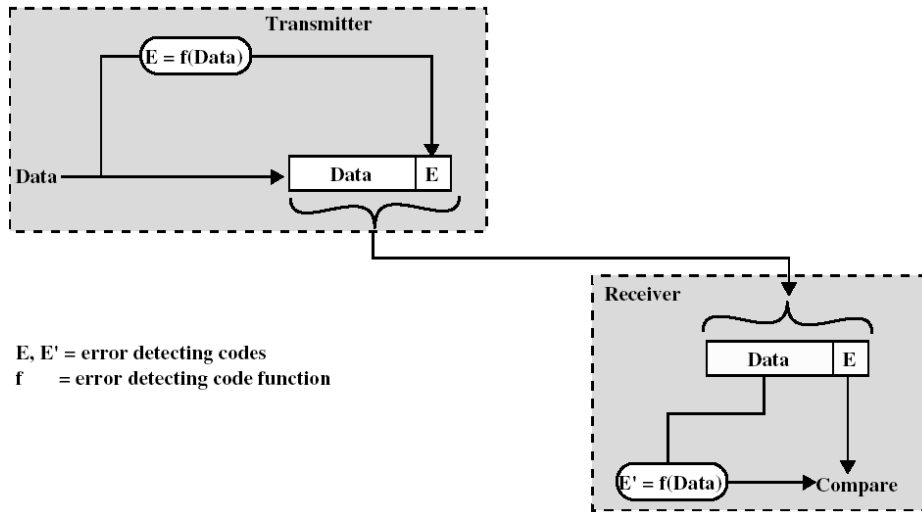 Transmitter
E = f(Data)
Data
Data E
Receiver
E, E' = error detecting codes
f = error detecting code function
Data E
E' = f(Data)
Compare